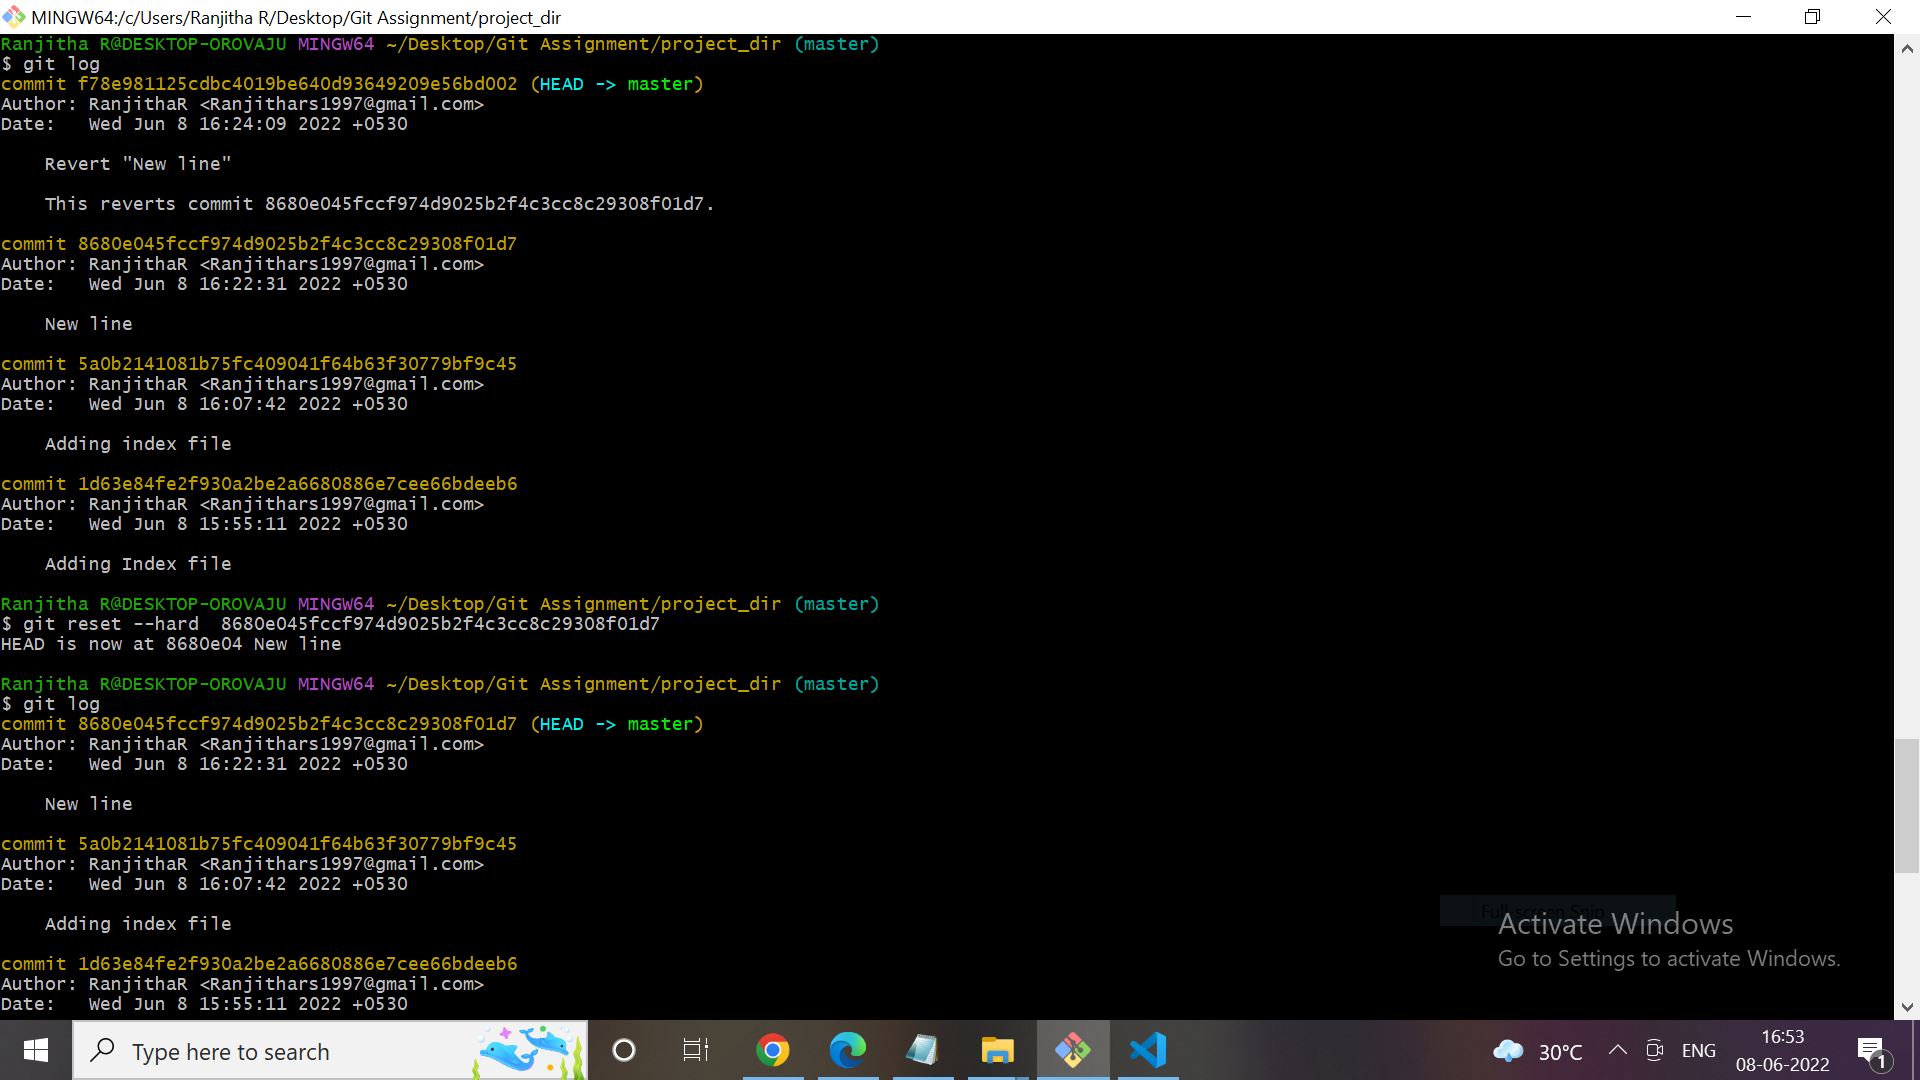 MINGW64:/c/Users/Ranjitha R/Desktop/Git Assignment/project_dir
Ranjitha R@DESKTOP-OROVAJU MINGW64 ~/Desktop/Git Assignment/project_dir (master)
$ git log
commit f78e981125cdbc4019be640d93649209e56bd002 (HEAD -> master)
Author: RanjithaR <Ranjithars1997@gmail.com>
Date:   Wed Jun 8 16:24:09 2022 +0530
Revert "New line"
This reverts commit 8680e045fccf974d9025b2f4c3cc8c29308f01d7.
commit 8680e045fccf974d9025b2f4c3cc8c29308f01d7
Author: RanjithaR <Ranjithars1997@gmail.com>
Date:   Wed Jun 8 16:22:31 2022 +0530
New line
commit 5a0b2141081b75fc409041f64b63f30779bf9c45
Author: RanjithaR <Ranjithars1997@gmail.com>
Date:   Wed Jun 8 16:07:42 2022 +0530
Adding index file
commit 1d63e84fe2f930a2be2a6680886e7cee66bdeeb6
Author: RanjithaR <Ranjithars1997@gmail.com>
Date:   Wed Jun 8 15:55:11 2022 +0530
Adding Index file
Ranjitha R@DESKTOP-OROVAJU MINGW64 ~/Desktop/Git Assignment/project_dir (master)
$ git reset --hard  8680e045fccf974d9025b2f4c3cc8c29308f01d7
HEAD is now at 8680e04 New line
Ranjitha R@DESKTOP-OROVAJU MINGW64 ~/Desktop/Git Assignment/project_dir (master)
$ git log
commit 8680e045fccf974d9025b2f4c3cc8c29308f01d7 (HEAD -> master)
Author: RanjithaR <Ranjithars1997@gmail.com>
Date:   Wed Jun 8 16:22:31 2022 +0530
New line
commit 5a0b2141081b75fc409041f64b63f30779bf9c45
Author: RanjithaR <Ranjithars1997@gmail.com>
Date:   Wed Jun 8 16:07:42 2022 +0530
Adding index file
commit 1d63e84fe2f930a2be2a6680886e7cee66bdeeb6
Author: RanjithaR <Ranjithars1997@gmail.com>
Date:   Wed Jun 8 15:55:11 2022 +0530
Full-screen Snip
Activate Windows
Go to Settings to activate Windows.
Type here to search
30°C
ENG
16:53
08-06-2022
1